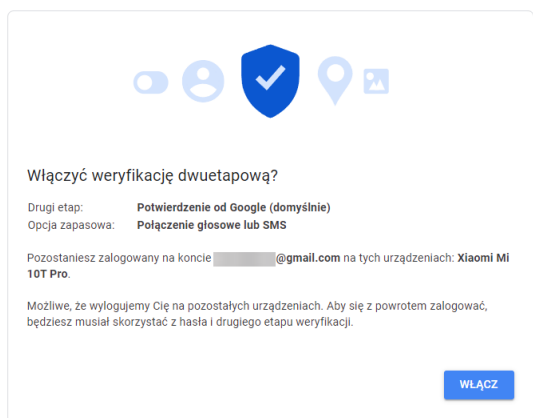 Włączyć weryfikację dwuetapową?
Drugi etap: Potwierdzenie od Google (domyślnie)
Opcja zapasowa: Połączenie głosowe lub SMS
Pozostaniesz zalogowany na koncie @gmail.com na tych urządzeniach: Xiaomi Mi
10T Pro.
Możliwe, że wylogujemy Cię na pozostałych urządzeniach. Aby się z powrotem zalogować,
będziesz musiał skorzystać z hasła i drugiego etapu weryfikacji.
WŁĄCZ